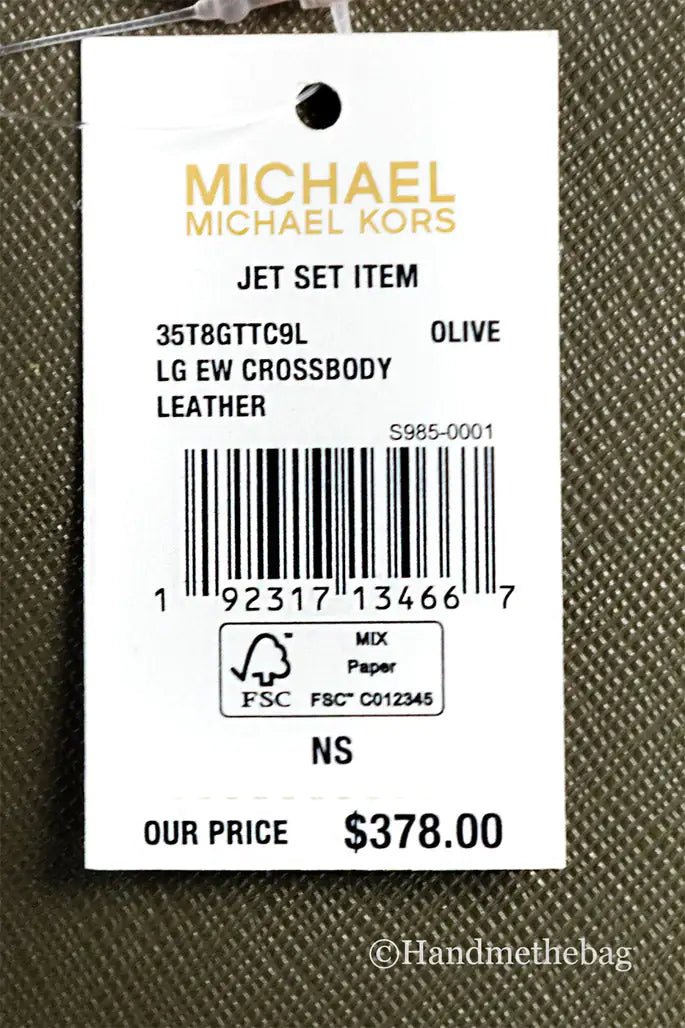 MICHAEL
MICHAEL KORS
JET SET ITEM
35T8GTTC9L OLIVE
LG EW CROSSBODY
LEATHER
S985-0001
1 92317 13466 7
MIX
Paper
FSC FSC™ C012345
NS
OUR PRICE $378.00
©Handmethebag